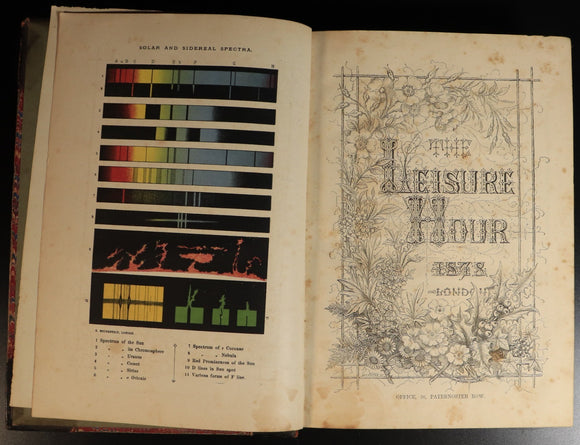 SOLAR AND SIDEREAL SPECTRA.
1 Spectrum of the Sun
2 „ „ its Chromosphere
3 „ „ Uranus
4 „ „ Comet
5 „ „ Sirius
6 „ „ Orionis
7 Spectrum of ε Coronae
8 „ „ Nebula
9 Red Prominences of the Sun
10 D lines in Sun spot
11 Various forms of F line.
THE
LEISURE
HOUR
1878
LONDON
OFFICE, 56, PATERNOSTER ROW.